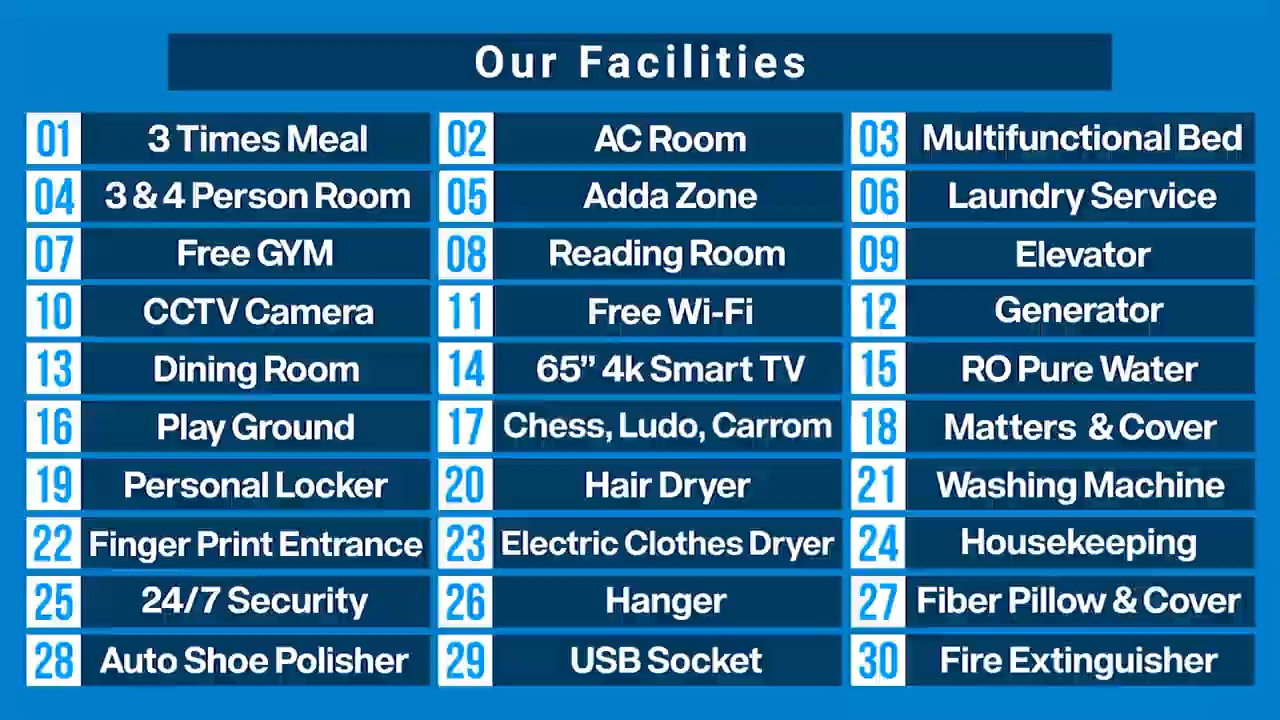 Our Facilities
01 3 Times Meal
02 AC Room
03 Multifunctional Bed
04 3 & 4 Person Room
05 Adda Zone
06 Laundry Service
07 Free GYM
08 Reading Room
09 Elevator
10 CCTV Camera
11 Free Wi-Fi
12 Generator
13 Dining Room
14 65” 4k Smart TV
15 RO Pure Water
16 Play Ground
17 Chess, Ludo, Carrom
18 Matters & Cover
19 Personal Locker
20 Hair Dryer
21 Washing Machine
22 Finger Print Entrance
23 Electric Clothes Dryer
24 Housekeeping
25 24/7 Security
26 Hanger
27 Fiber Pillow & Cover
28 Auto Shoe Polisher
29 USB Socket
30 Fire Extinguisher